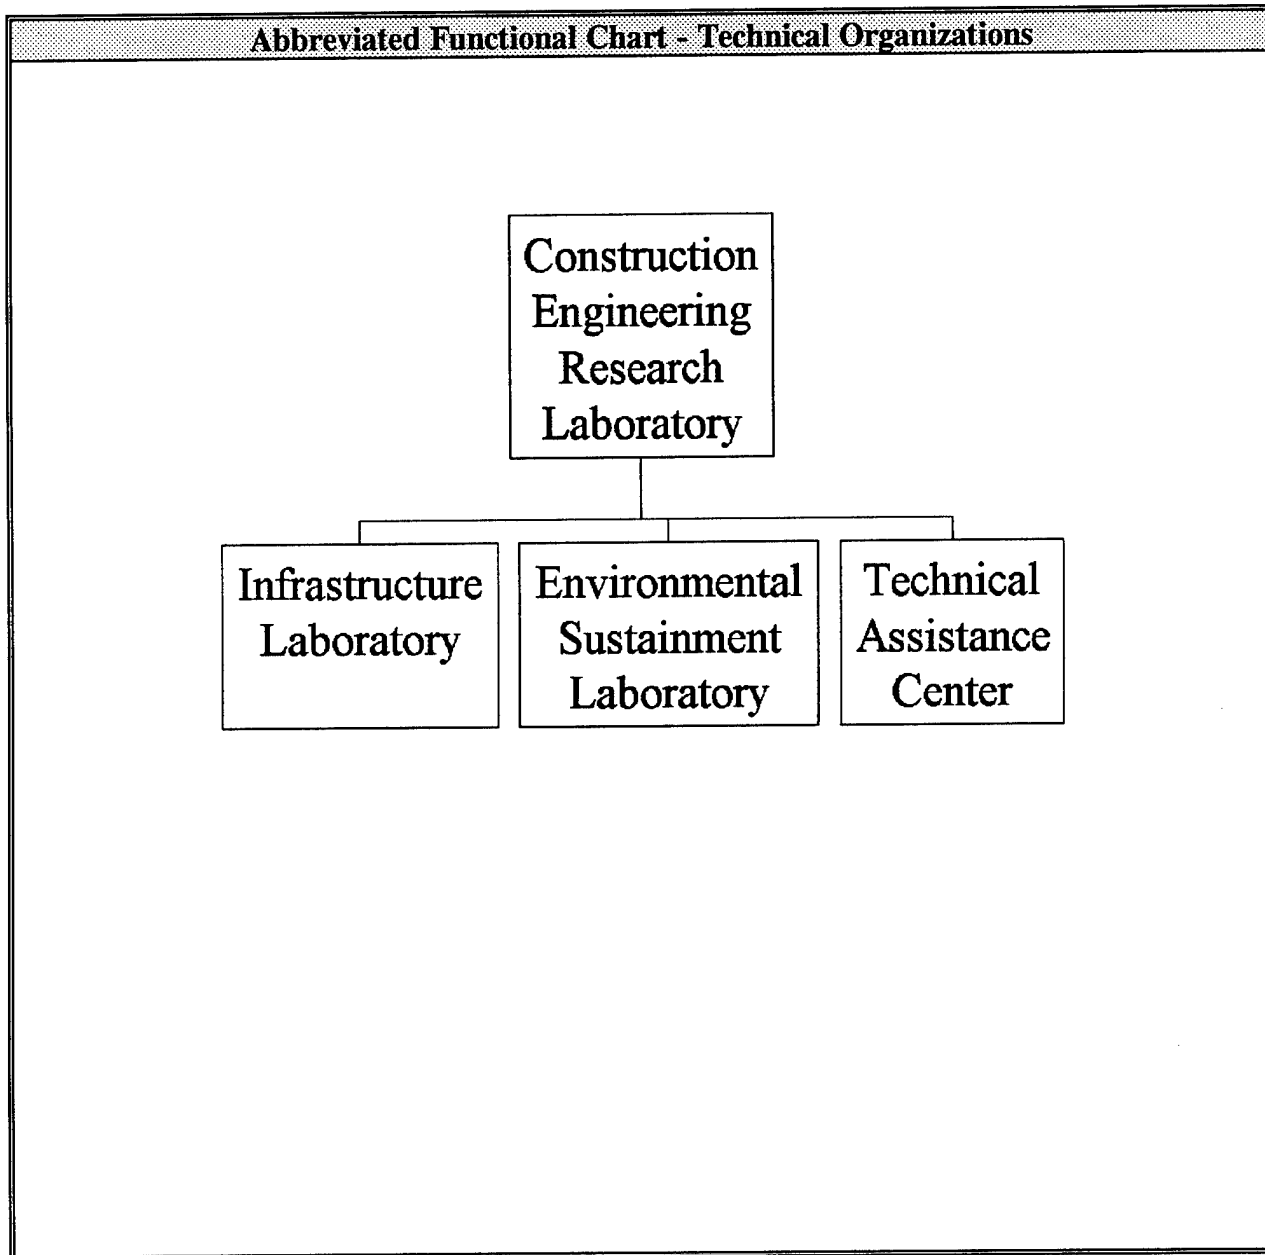 Abbreviated Functional Chart - Technical Organizations
Construction
Engineering
Research
Laboratory
Infrastructure
Laboratory
Environmental
Sustainment
Laboratory
Technical
Assistance
Center